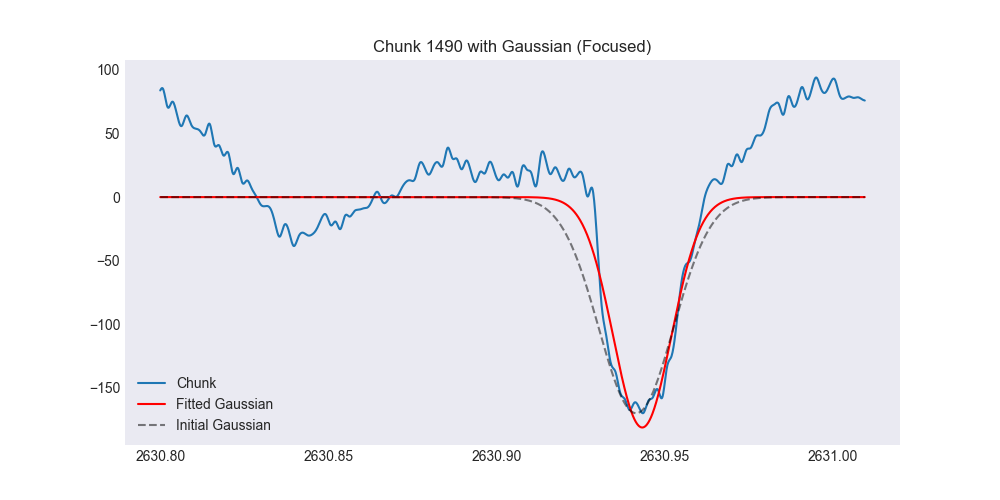 Chunk 1490 with Gaussian (Focused)
100
50
0
−50
−100
−150
Chunk
Fitted Gaussian
Initial Gaussian
2630.80 2630.85 2630.90 2630.95 2631.00